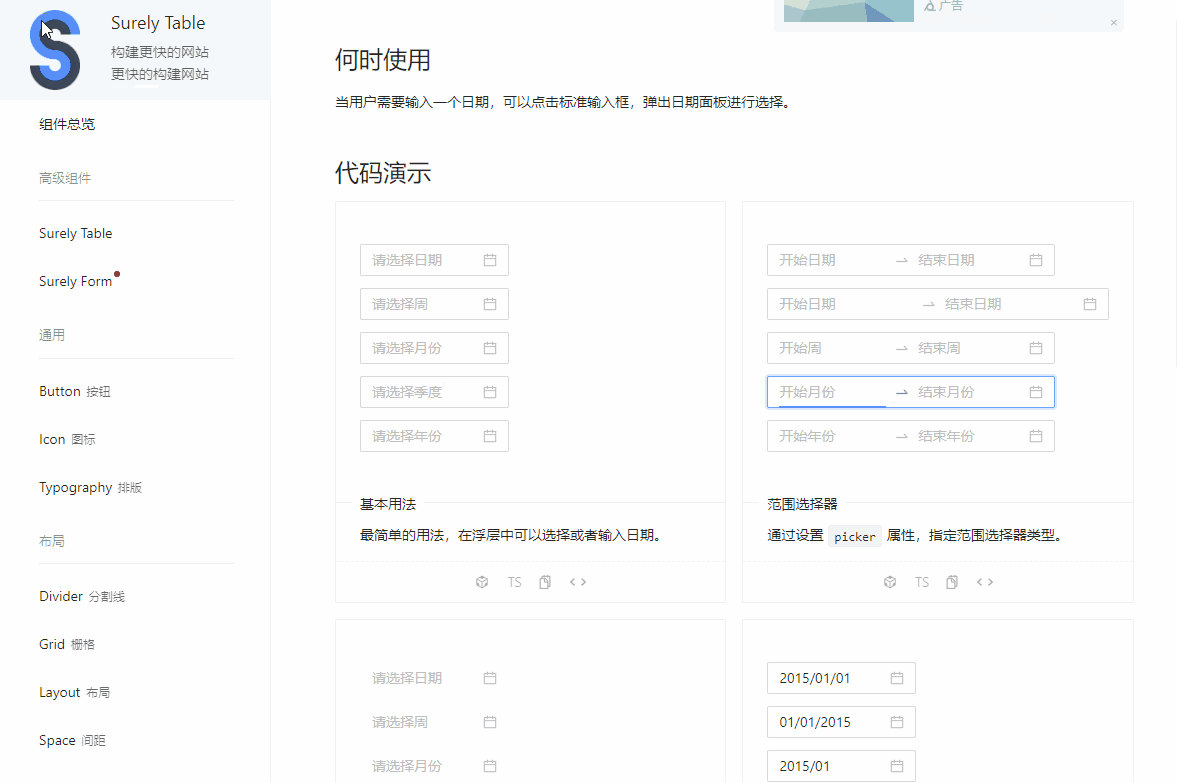 Surely Table
构建更快的网站
更快的构建网站
组件总览
高级组件
Surely Table
Surely Form
通用
Button 按钮
Icon 图标
Typography 排版
布局
Divider 分割线
Grid 栅格
Layout 布局
Space 间距
广告
×
何时使用
当用户需要输入一个日期，可以点击标准输入框，弹出日期面板进行选择。
代码演示
请选择日期
请选择周
请选择月份
请选择季度
请选择年份
基本用法
最简单的用法，在浮层中可以选择或者输入日期。
TS
开始日期 → 结束日期
开始日期 → 结束日期
开始周 → 结束周
开始月份 → 结束月份
开始年份 → 结束年份
范围选择器
通过设置 picker 属性，指定范围选择器类型。
TS
请选择日期
请选择周
请选择月份
2015/01/01
01/01/2015
2015/01